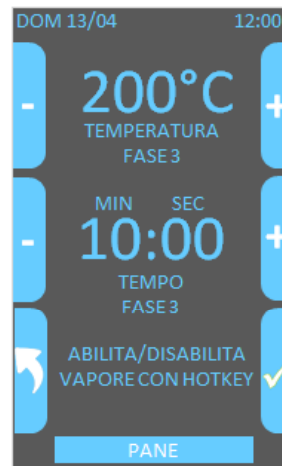 DOM 13/04 12:00
- 200°C +
TEMPERATURA
FASE 3
MIN SEC
- 10:00 +
TEMPO
FASE 3
ABILITA/DISABILITA
VAPORE CON HOTKEY
PANE